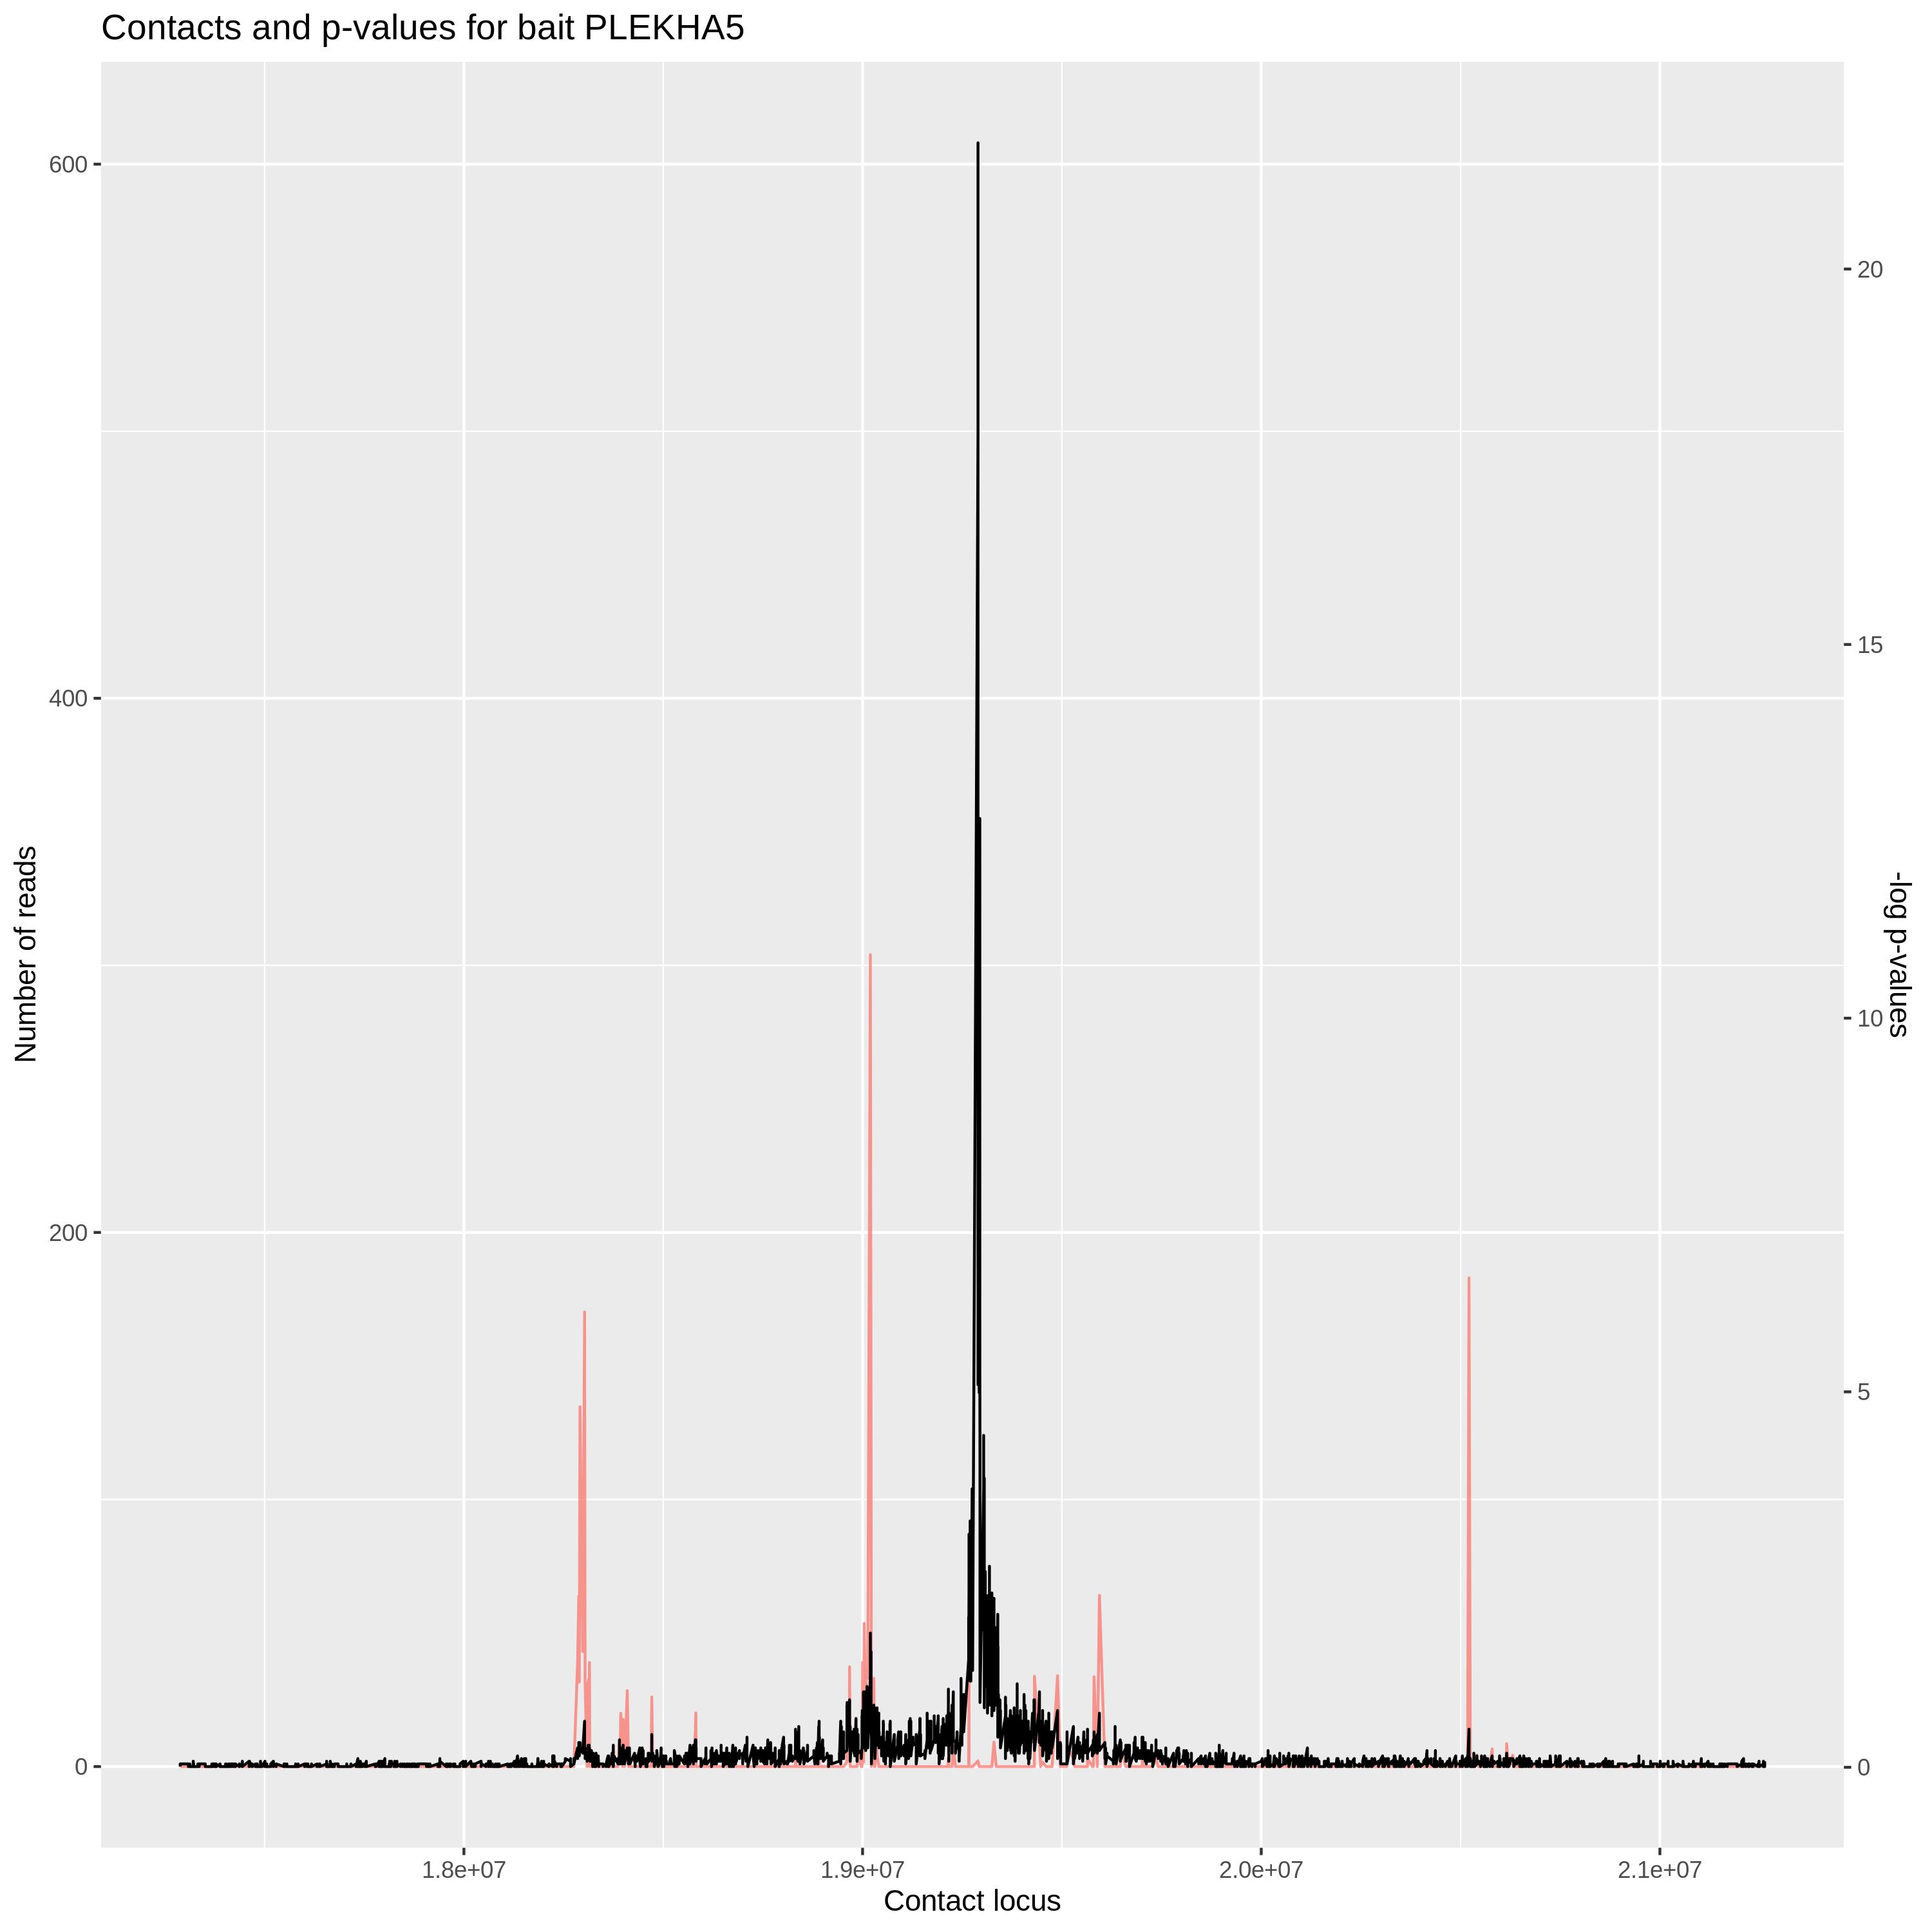 Contacts and p-values for bait PLEKHA5
600
400
200
0
Number of reads
20
15
10
5
0
-log p-values
1.8e+07
1.9e+07
2.0e+07
2.1e+07
Contact locus